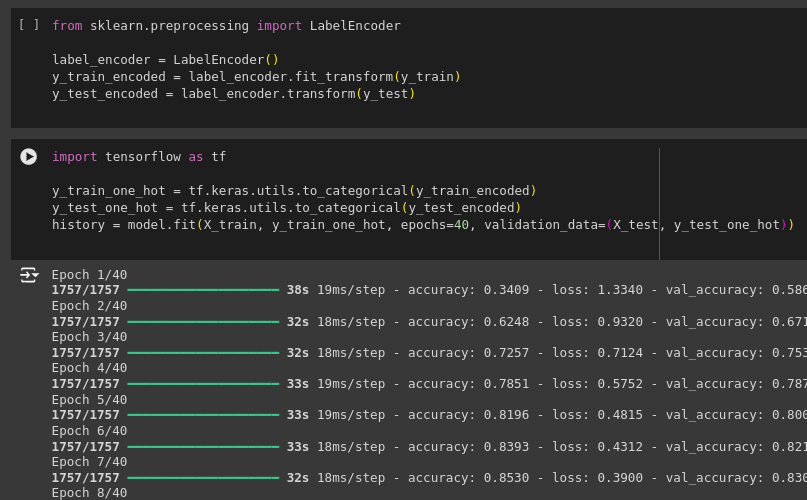 [ ] from sklearn.preprocessing import LabelEncoder
label_encoder = LabelEncoder()
y_train_encoded = label_encoder.fit_transform(y_train)
y_test_encoded = label_encoder.transform(y_test)
import tensorflow as tf
y_train_one_hot = tf.keras.utils.to_categorical(y_train_encoded)
y_test_one_hot = tf.keras.utils.to_categorical(y_test_encoded)
history = model.fit(X_train, y_train_one_hot, epochs=40, validation_data=(X_test, y_test_one_hot))
Epoch 1/40
1757/1757 38s 19ms/step - accuracy: 0.3409 - loss: 1.3340 - val_accuracy: 0.586
Epoch 2/40
1757/1757 32s 18ms/step - accuracy: 0.6248 - loss: 0.9320 - val_accuracy: 0.671
Epoch 3/40
1757/1757 32s 18ms/step - accuracy: 0.7257 - loss: 0.7124 - val_accuracy: 0.753
Epoch 4/40
1757/1757 33s 19ms/step - accuracy: 0.7851 - loss: 0.5752 - val_accuracy: 0.787
Epoch 5/40
1757/1757 33s 19ms/step - accuracy: 0.8196 - loss: 0.4815 - val_accuracy: 0.800
Epoch 6/40
1757/1757 33s 18ms/step - accuracy: 0.8393 - loss: 0.4312 - val_accuracy: 0.821
Epoch 7/40
1757/1757 32s 18ms/step - accuracy: 0.8530 - loss: 0.3900 - val_accuracy: 0.830
Epoch 8/40